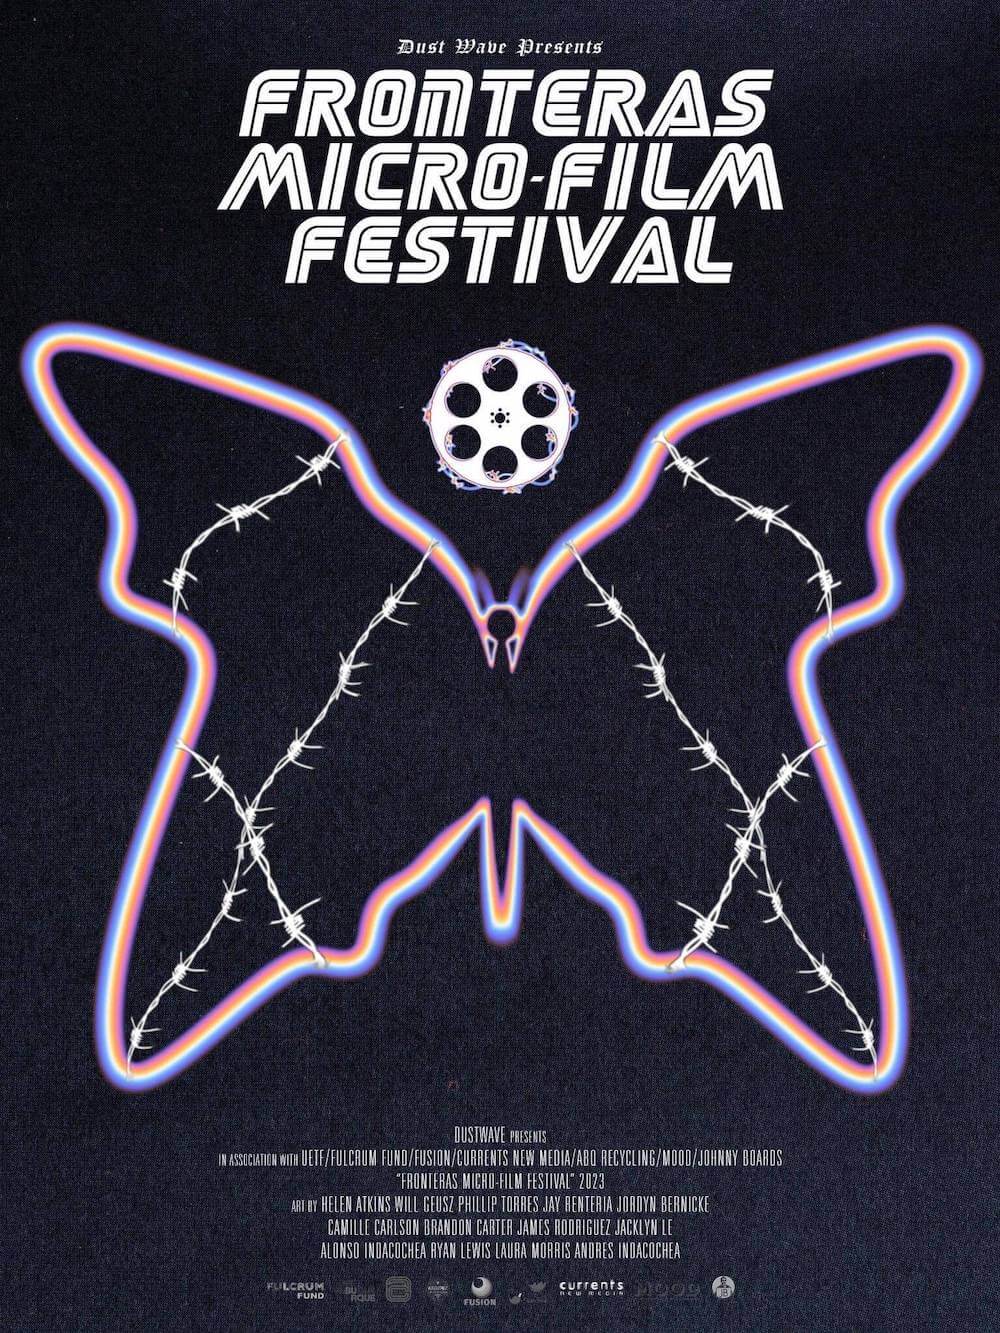 Dust Wave Presents
FRONTERAS
MICRO-FILM
FESTIVAL
DUSTWAVE PRESENTS
IN ASSOCIATION WITH UETF/FULCRUM FUND/FUSION/CURRENTS NEW MEDIA/ABQ RECYCLING/MOOD/JOHNNY BOARDS
"FRONTERAS MICRO-FILM FESTIVAL" 2023
ART BY HELEN ATKINS WILL GEUSZ PHILLIP TORRES JAY RENTERIA JORDYN BERNICKE
CAMILLE CARLSON BRANDON CARTER JAMES RODRIGUEZ JACKLYN LE
ALONSO INDACOCHEA RYAN LEWIS LAURA MORRIS ANDRES INDACOCHEA
FULCRUM
FUND
FUSION
currents
NEW MEDIA
MOOD